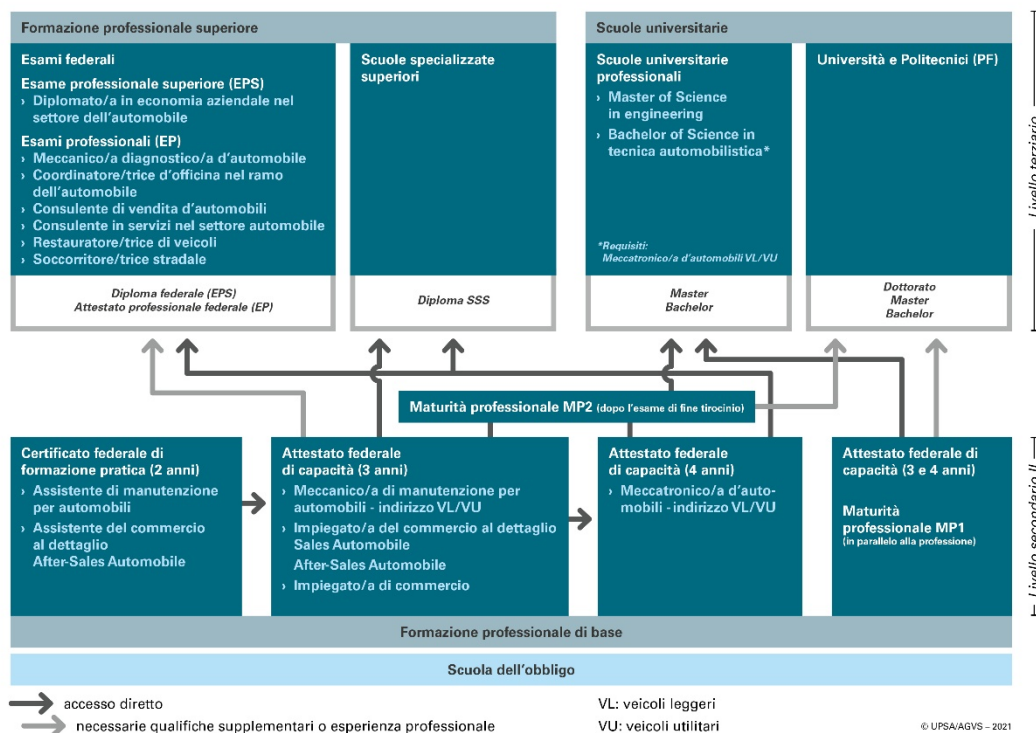 Formazione professionale superiore
Scuole universitarie
Esami federali
Esame professionale superiore (EPS)
› Diplomato/a in economia aziendale nel
settore dell'automobile
Esami professionali (EP)
› Meccanico/a diagnostico/a d'automobile
› Coordinatore/trice d'officina nel ramo
dell'automobile
› Consulente di vendita d'automobili
› Consulente in servizi nel settore automobile
› Restauratore/trice di veicoli
› Soccorritore/trice stradale
Diploma federale (EPS)
Attestato professionale federale (EP)
Scuole specializzate
superiori
Diploma SSS
Scuole universitarie
professionali
› Master of Science
in engineering
› Bachelor of Science in
tecnica automobilistica*
*Requisiti:
Meccatronico/a d'automobili VL/VU
Master
Bachelor
Università e Politecnici (PF)
Dottorato
Master
Bachelor
Livello terziario
Maturità professionale MP2 (dopo l'esame di fine tirocinio)
Certificato federale di
formazione pratica (2 anni)
› Assistente di manutenzione
per automobili
› Assistente del commercio
al dettaglio
After-Sales Automobile
Attestato federale
di capacità (3 anni)
› Meccanico/a di manutenzione per
automobili - indirizzo VL/VU
› Impiegato/a del commercio al dettaglio
Sales Automobile
After-Sales Automobile
› Impiegato/a di commercio
Attestato federale
di capacità (4 anni)
› Meccatronico/a d'auto-
mobili - indirizzo VL/VU
Attestato federale di
capacità (3 e 4 anni)
Maturità
professionale MP1
(in parallelo alla professione)
Livello secondario II
Formazione professionale di base
Scuola dell'obbligo
accesso diretto
necessarie qualifiche supplementari o esperienza professionale
VL: veicoli leggeri
VU: veicoli utilitari
© UPSA/AGVS – 2021